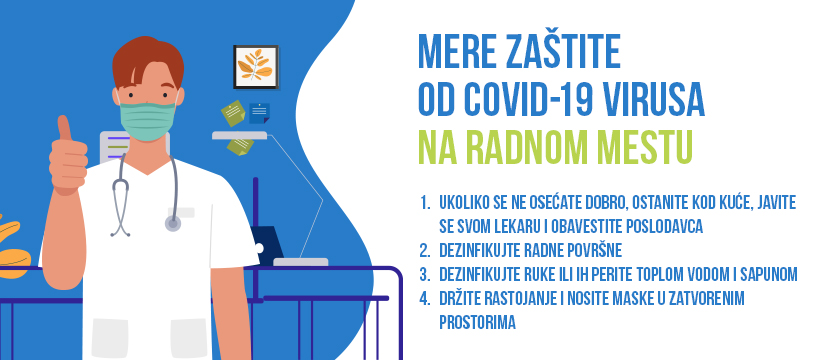 MERE ZAŠTITE
OD COVID-19 VIRUSA
NA RADNOM MESTU
1. UKOLIKO SE NE OSEĆATE DOBRO, OSTANITE KOD KUĆE, JAVITE
SE SVOM LEKARU I OBAVESTITE POSLODAVCA
2. DEZINFIKUJTE RADNE POVRŠNE
3. DEZINFIKUJTE RUKE ILI IH PERITE TOPLOM VODOM I SAPUNOM
4. DRŽITE RASTOJANJE I NOSITE MASKE U ZATVORENIM
PROSTORIMA